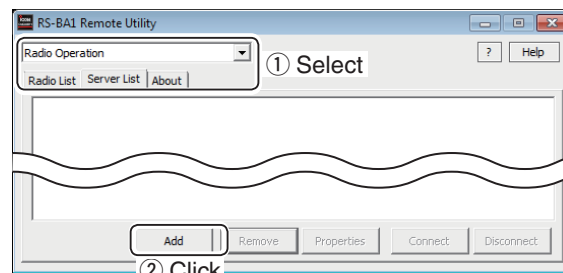 RS-BA1 Remote Utility
Radio Operation
① Select
? Help
Radio List Server List About
Add Remove Properties Connect Disconnect
② Click